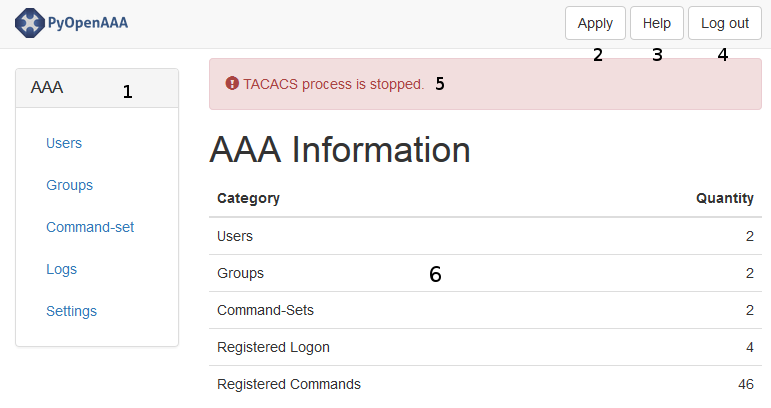 PyOpenAAA
Apply Help Log out
2 3 4
AAA 1
Users
Groups
Command-set
Logs
Settings
TACACS process is stopped. 5
AAA Information
Category Quantity
Users 2
Groups 6 2
Command-Sets 2
Registered Logon 4
Registered Commands 46